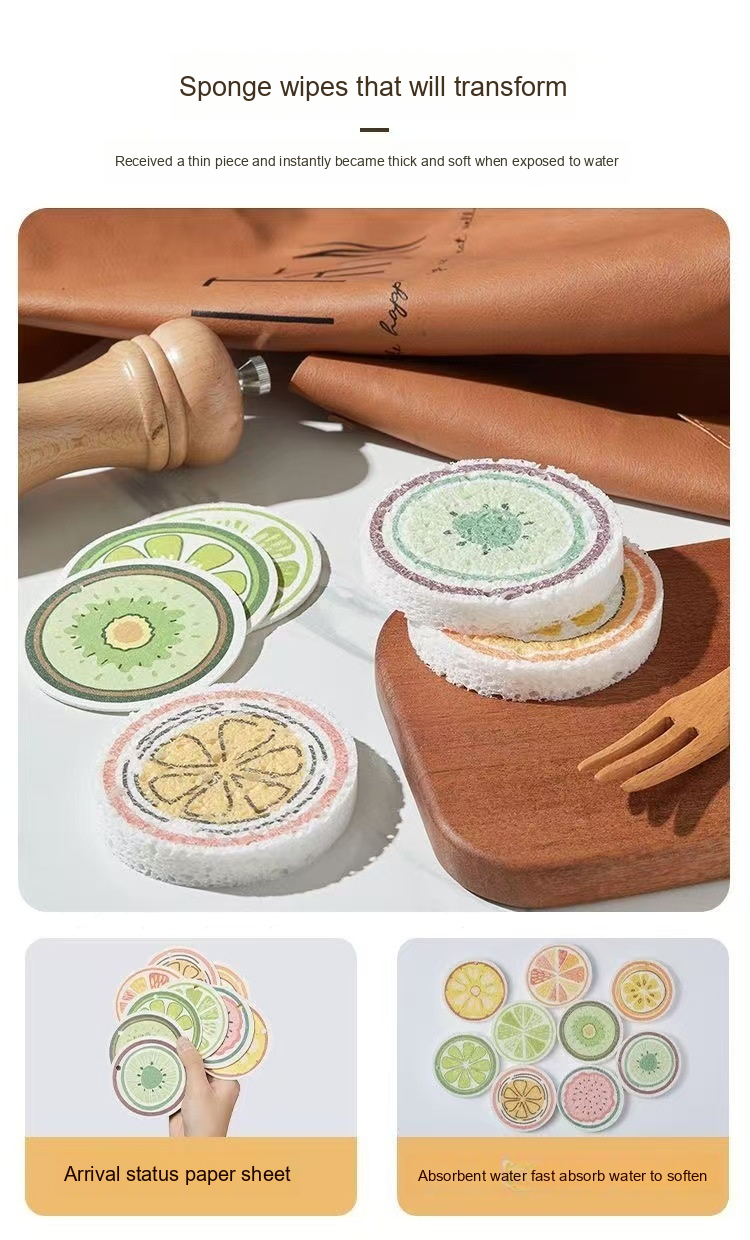 Sponge wipes that will transform
Received a thin piece and instantly became thick and soft when exposed to water
happy
Arrival status paper sheet
Absorbent water fast absorb water to soften